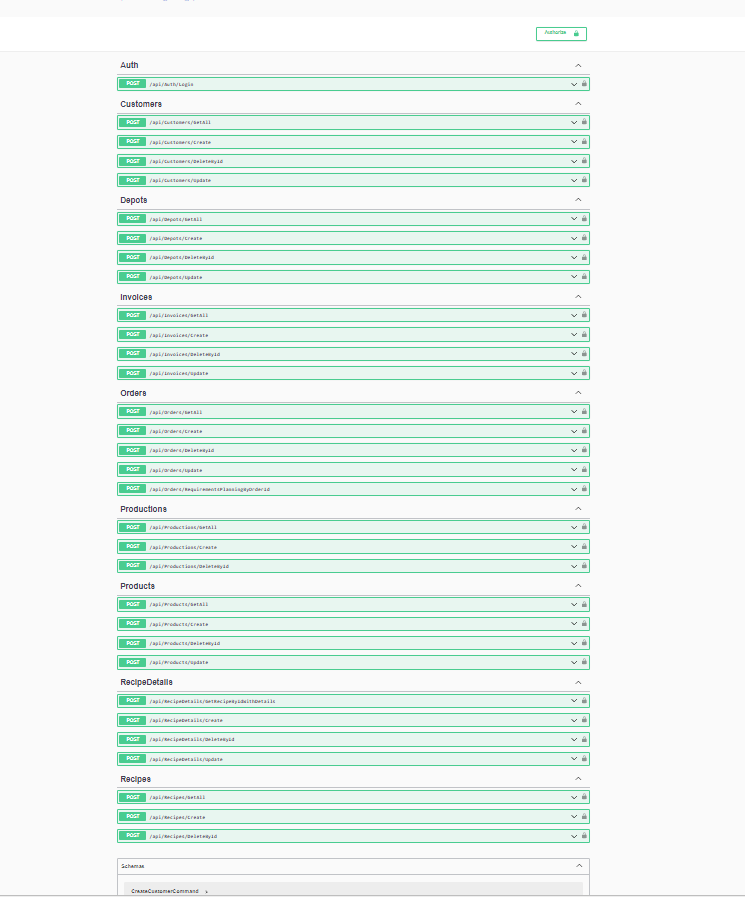 Authorize
Auth
POST /api/Auth/Login
Customers
POST /api/Customers/GetAll
POST /api/Customers/Create
POST /api/Customers/DeleteById
POST /api/Customers/Update
Depots
POST /api/Depots/GetAll
POST /api/Depots/Create
POST /api/Depots/DeleteById
POST /api/Depots/Update
Invoices
POST /api/Invoices/GetAll
POST /api/Invoices/Create
POST /api/Invoices/DeleteById
POST /api/Invoices/Update
Orders
POST /api/Orders/GetAll
POST /api/Orders/Create
POST /api/Orders/DeleteById
POST /api/Orders/Update
POST /api/Orders/RequirementsPlanningByOrderId
Productions
POST /api/Productions/GetAll
POST /api/Productions/Create
POST /api/Productions/DeleteById
Products
POST /api/Products/GetAll
POST /api/Products/Create
POST /api/Products/DeleteById
POST /api/Products/Update
RecipeDetails
POST /api/RecipeDetails/GetRecipeByIdWithDetails
POST /api/RecipeDetails/Create
POST /api/RecipeDetails/DeleteById
POST /api/RecipeDetails/Update
Recipes
POST /api/Recipes/GetAll
POST /api/Recipes/Create
POST /api/Recipes/DeleteById
Schemas
CreateCustomerCommand